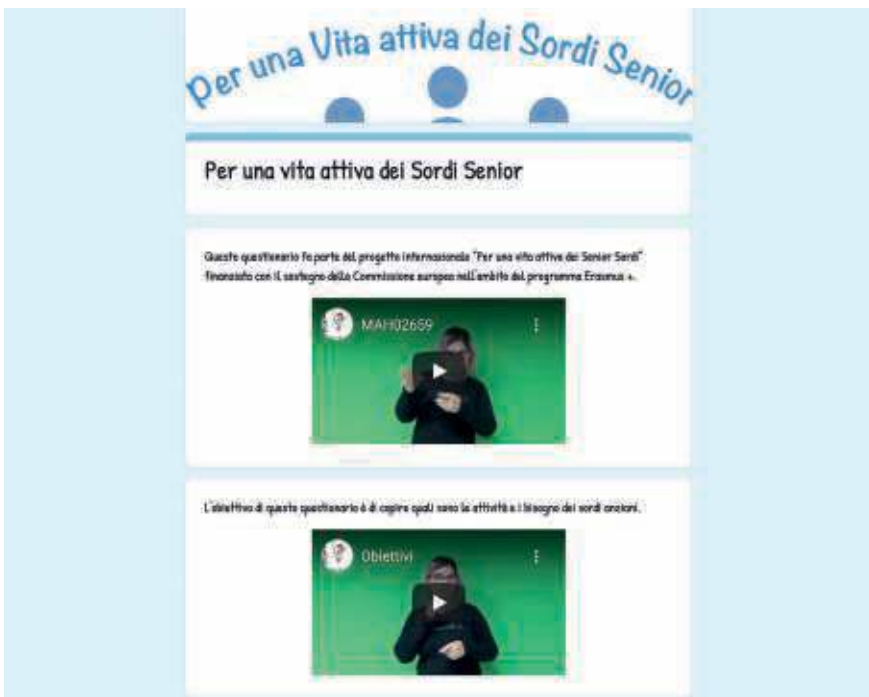 Per una Vita attiva dei Sordi Senior
Per una vita attiva dei Sordi Senior
Questo questionario fa parte del progetto internazionale "Per una vita attiva dei Senior Sordi"
finanziato con il sostegno della Commissione europea nell'ambito del programma Erasmus +.
MAH02659
L'obiettivo di questo questionario è di capire quali sono le attività e i bisogno dei sordi anziani.
Obiettivi